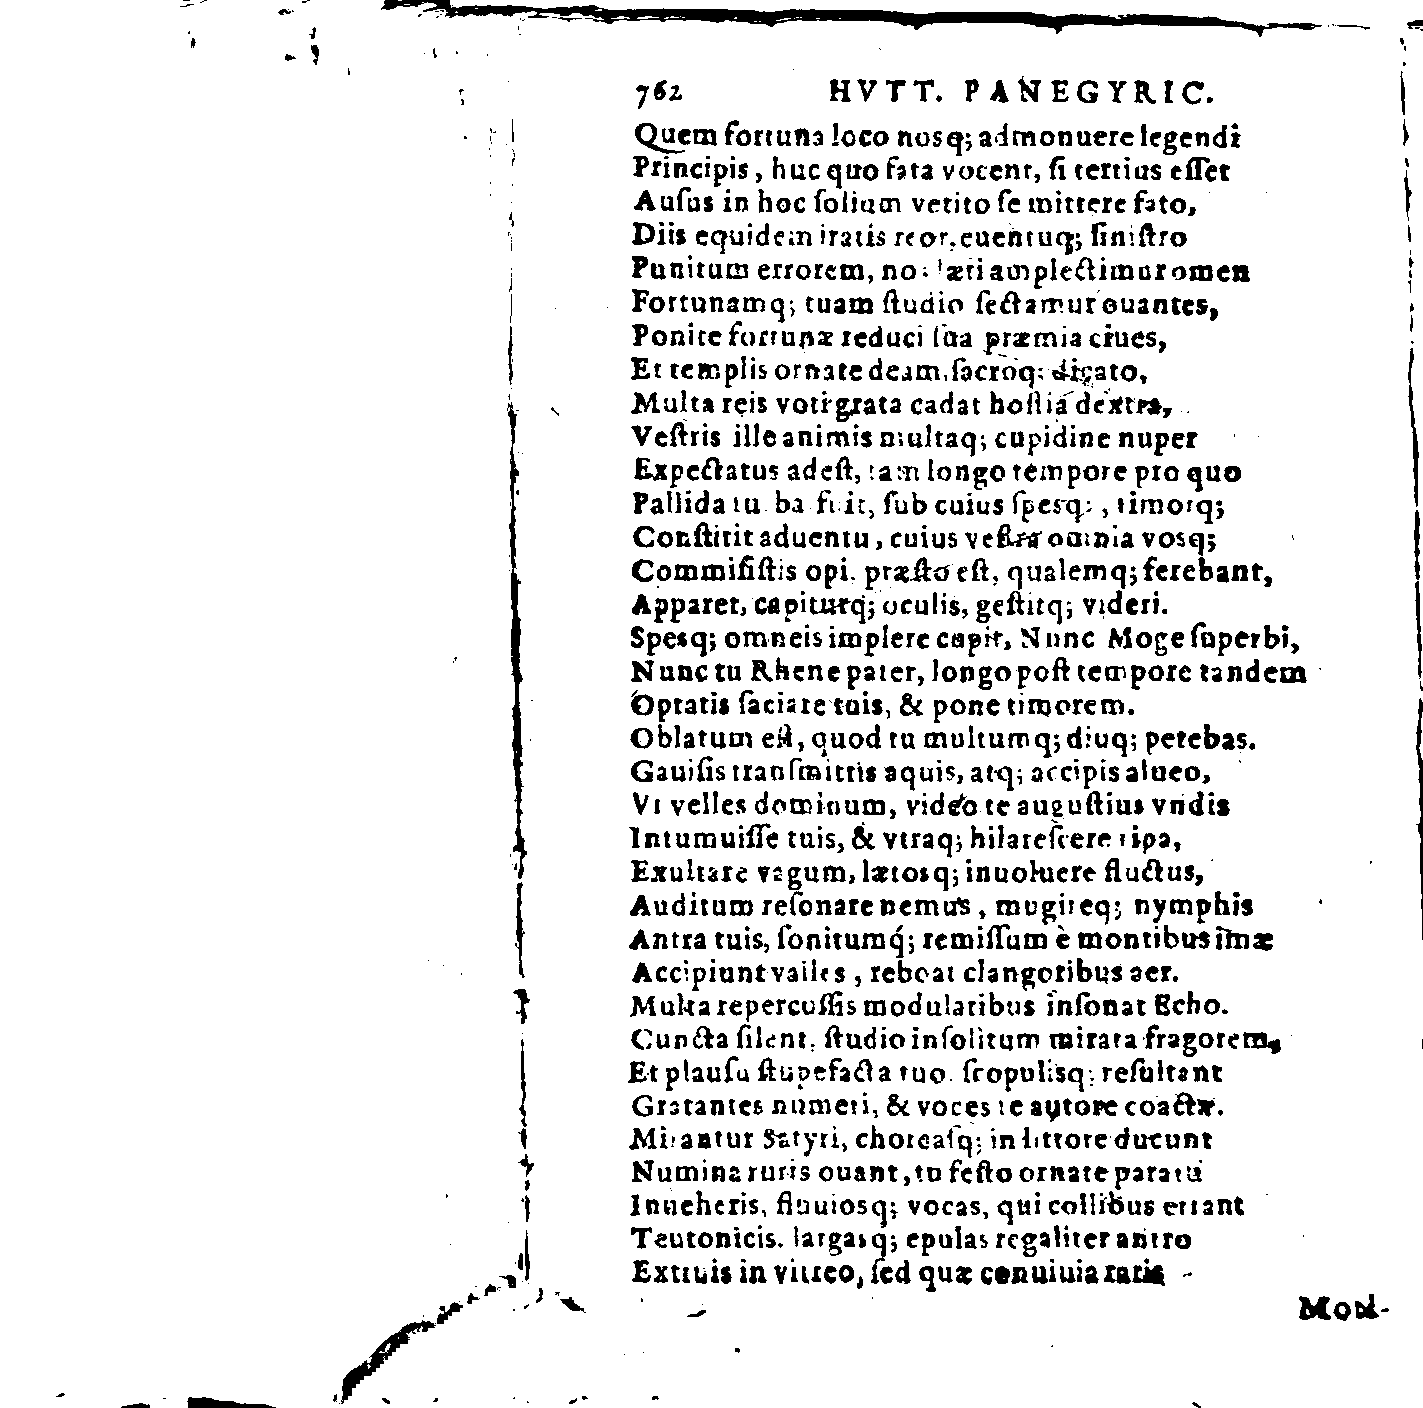 762 HVTT. PANEGYRIC.
Quem fortuna loco nosq; admonuere legendi
Principis, huc quo fata vocent, ſi tertius eſſet
Auſus in hoc ſolium vetito ſe mittere fato,
Diis equidem iratis reor, euentuq; ſiniſtro
Punitum errorem, nos læti amplectimur omen
Fortunamq; tuam ſtudio ſectamur ouantes,
Ponite fortunæ reduci ſua præmia ciues,
Et templis ornate deam, ſacroq; dicato,
Multa reis voti grata cadat hoſtia dextra,
Veſtris ille animis multaq; cupidine nuper
Expectatus adeſt, tam longo tempore pro quo
Pallida tu ba fuit, ſub cuius ſpesq; , timorq;
Conſtitit aduentu, cuius veſtra omnia vosq;
Commiſiſtis opi. præſto eſt, qualemq; ferebant,
Apparet, capiturq; oculis, geſtitq; videri.
Spesq; omneis implere cupit, Nunc Moge ſuperbi,
Nunc tu Rhene pater, longo poſt tempore tandem
Optatis ſaciare tuis, & pone timorem.
Oblatum eſt, quod tu multumq; diuq; petebas.
Gauiſis tranſmittis aquis, atq; accipis alueo,
Vt velles dominum, video te auguſtius vndis
Intumuiſſe tuis, & vtraq; hilareſcere ripa,
Exultare vagum, lætosq; inuoluere fluctus,
Auditum reſonare nemus, mugireq; nymphis
Antra tuis, ſonitumq́; remiſſum è montibus imæ
Accipiunt valles, reboat clangoribus aer.
Multa repercuſſis modulatibus inſonat Echo.
Cuncta ſilent, ſtudio inſolitum mirata fragorem,
Et plauſu ſtupefacta tuo. ſcopulisq; reſultant
Gratantes numeri, & voces te autore coactæ.
Mirantur Satyri, choreaſq; in littore ducunt
Numina ruris ouant, tu feſto ornate paratu
Inueheris, fluuiosq; vocas, qui collibus errant
Teutonicis. largasq; epulas regaliter antro
Extruis in vitreo, ſed quæ conuiuia raris
Mon-